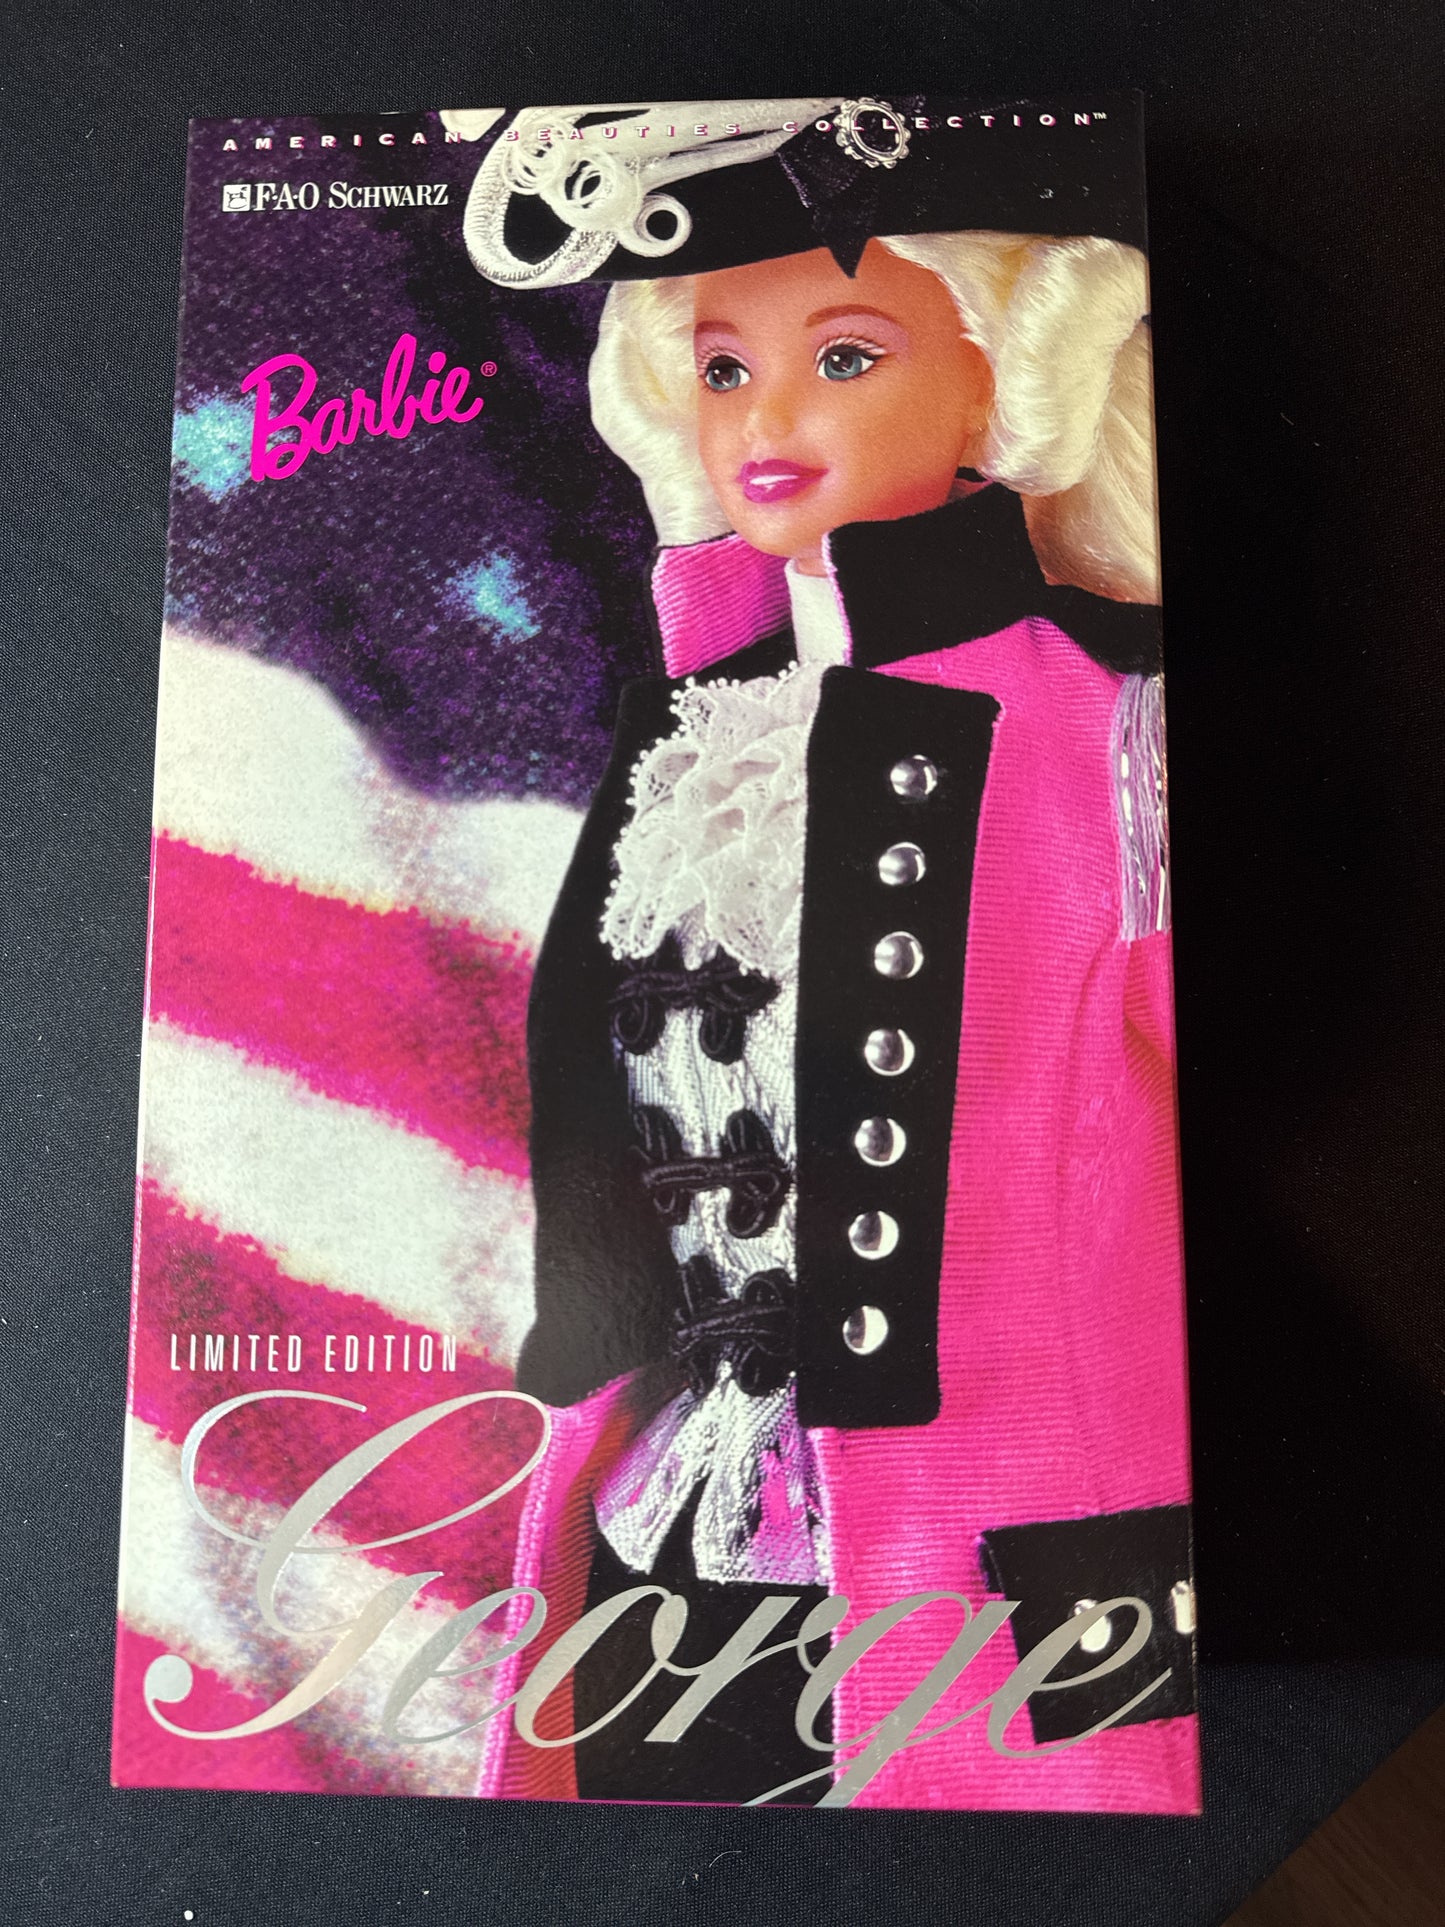 AMERICAN BEAUTIES COLLECTION™
F·A·O SCHWARZ
Barbie®
LIMITED EDITION
George